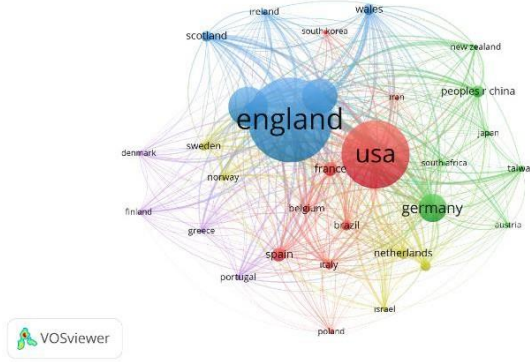 ireland
wales
scotland
south korea
new zealand
iran
peoples r china
england
japan
sweden
denmark
usa
south africa
taiwa
france
norway
belgium
germany
finland
brazil
greece
austria
spain
netherlands
italy
portugal
israel
poland
VOSviewer